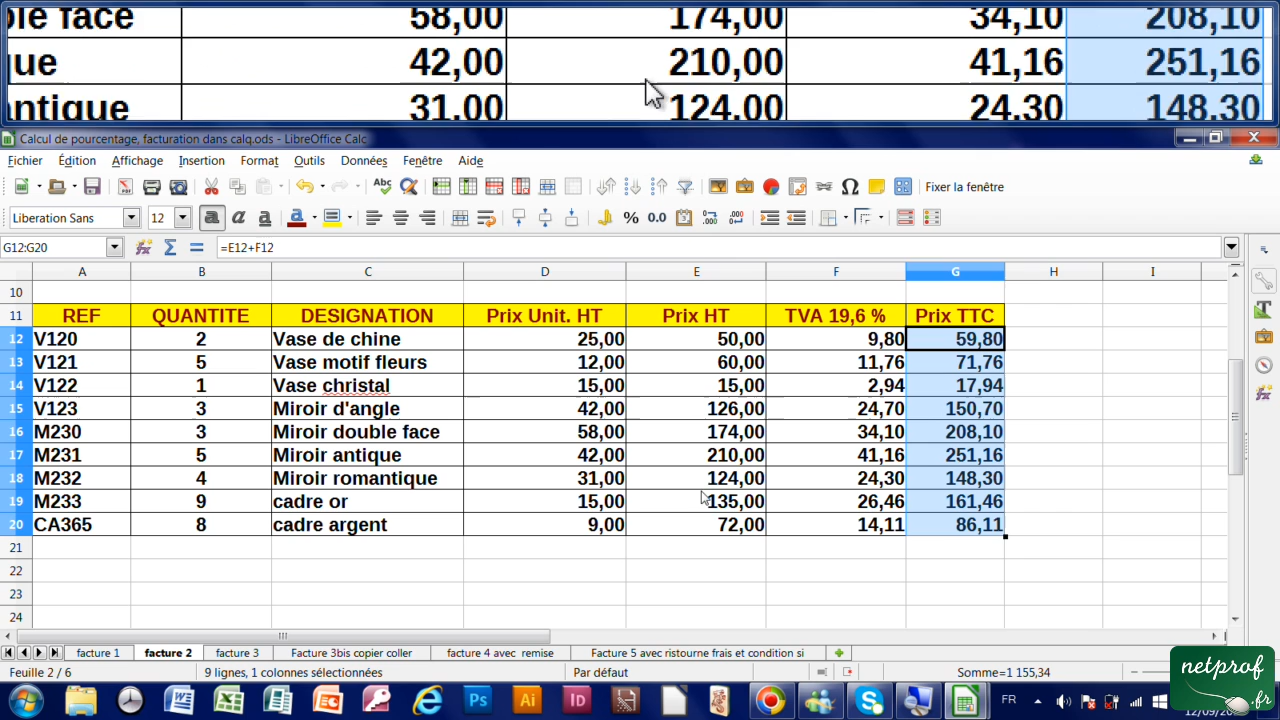 ble face 58,00 174,00 34,10 208,10
que 42,00 210,00 41,16 251,16
antique 31,00 124,00 24,30 148,30
Calcul de pourcentage, facturation dans calq.ods - LibreOffice Calc
Fichier Édition Affichage Insertion Format Outils Données Fenêtre Aide
Fixer la fenêtre
Liberation Sans 12
G12:G20 =E12+F12
A B C D E F G H I
10
11 REF QUANTITE DESIGNATION Prix Unit. HT Prix HT TVA 19,6 % Prix TTC
12 V120 2 Vase de chine 25,00 50,00 9,80 59,80
13 V121 5 Vase motif fleurs 12,00 60,00 11,76 71,76
14 V122 1 Vase christal 15,00 15,00 2,94 17,94
15 V123 3 Miroir d'angle 42,00 126,00 24,70 150,70
16 M230 3 Miroir double face 58,00 174,00 34,10 208,10
17 M231 5 Miroir antique 42,00 210,00 41,16 251,16
18 M232 4 Miroir romantique 31,00 124,00 24,30 148,30
19 M233 9 cadre or 15,00 135,00 26,46 161,46
20 CA365 8 cadre argent 9,00 72,00 14,11 86,11
21
22
23
24
facture 1 facture 2 facture 3 Facture 3bis copier coller facture 4 avec remise Facture 5 avec ristourne frais et condition si
Feuille 2 / 6 9 lignes, 1 colonnes sélectionnées Par défaut Somme=1 155,34
netprof
.fr
Ps Ai Id FR